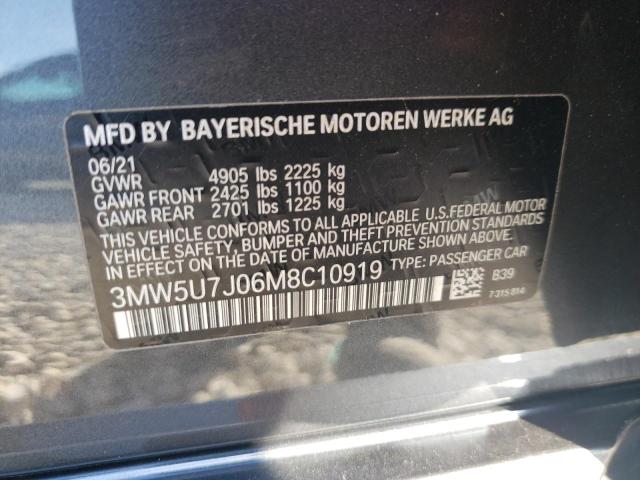 MFD BY BAYERISCHE MOTOREN WERKE AG
06/21
GVWR 4905 lbs 2225 kg
GAWR FRONT 2425 lbs 1100 kg
GAWR REAR 2701 lbs 1225 kg
THIS VEHICLE CONFORMS TO ALL APPLICABLE U.S.FEDERAL MOTOR
VEHICLE SAFETY, BUMPER AND THEFT PREVENTION STANDARDS
IN EFFECT ON THE DATE OF MANUFACTURE SHOWN ABOVE.
3MW5U7J06M8C10919 TYPE: PASSENGER CAR
B39
7315814